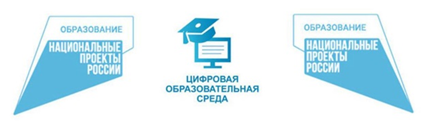 ОБРАЗОВАНИЕ
НАЦИОНАЛЬНЫЕ
ПРОЕКТЫ
РОССИИ
ЦИФРОВАЯ
ОБРАЗОВАТЕЛЬНАЯ
СРЕДА
ОБРАЗОВАНИЕ
НАЦИОНАЛЬНЫЕ
ПРОЕКТЫ
РОССИИ